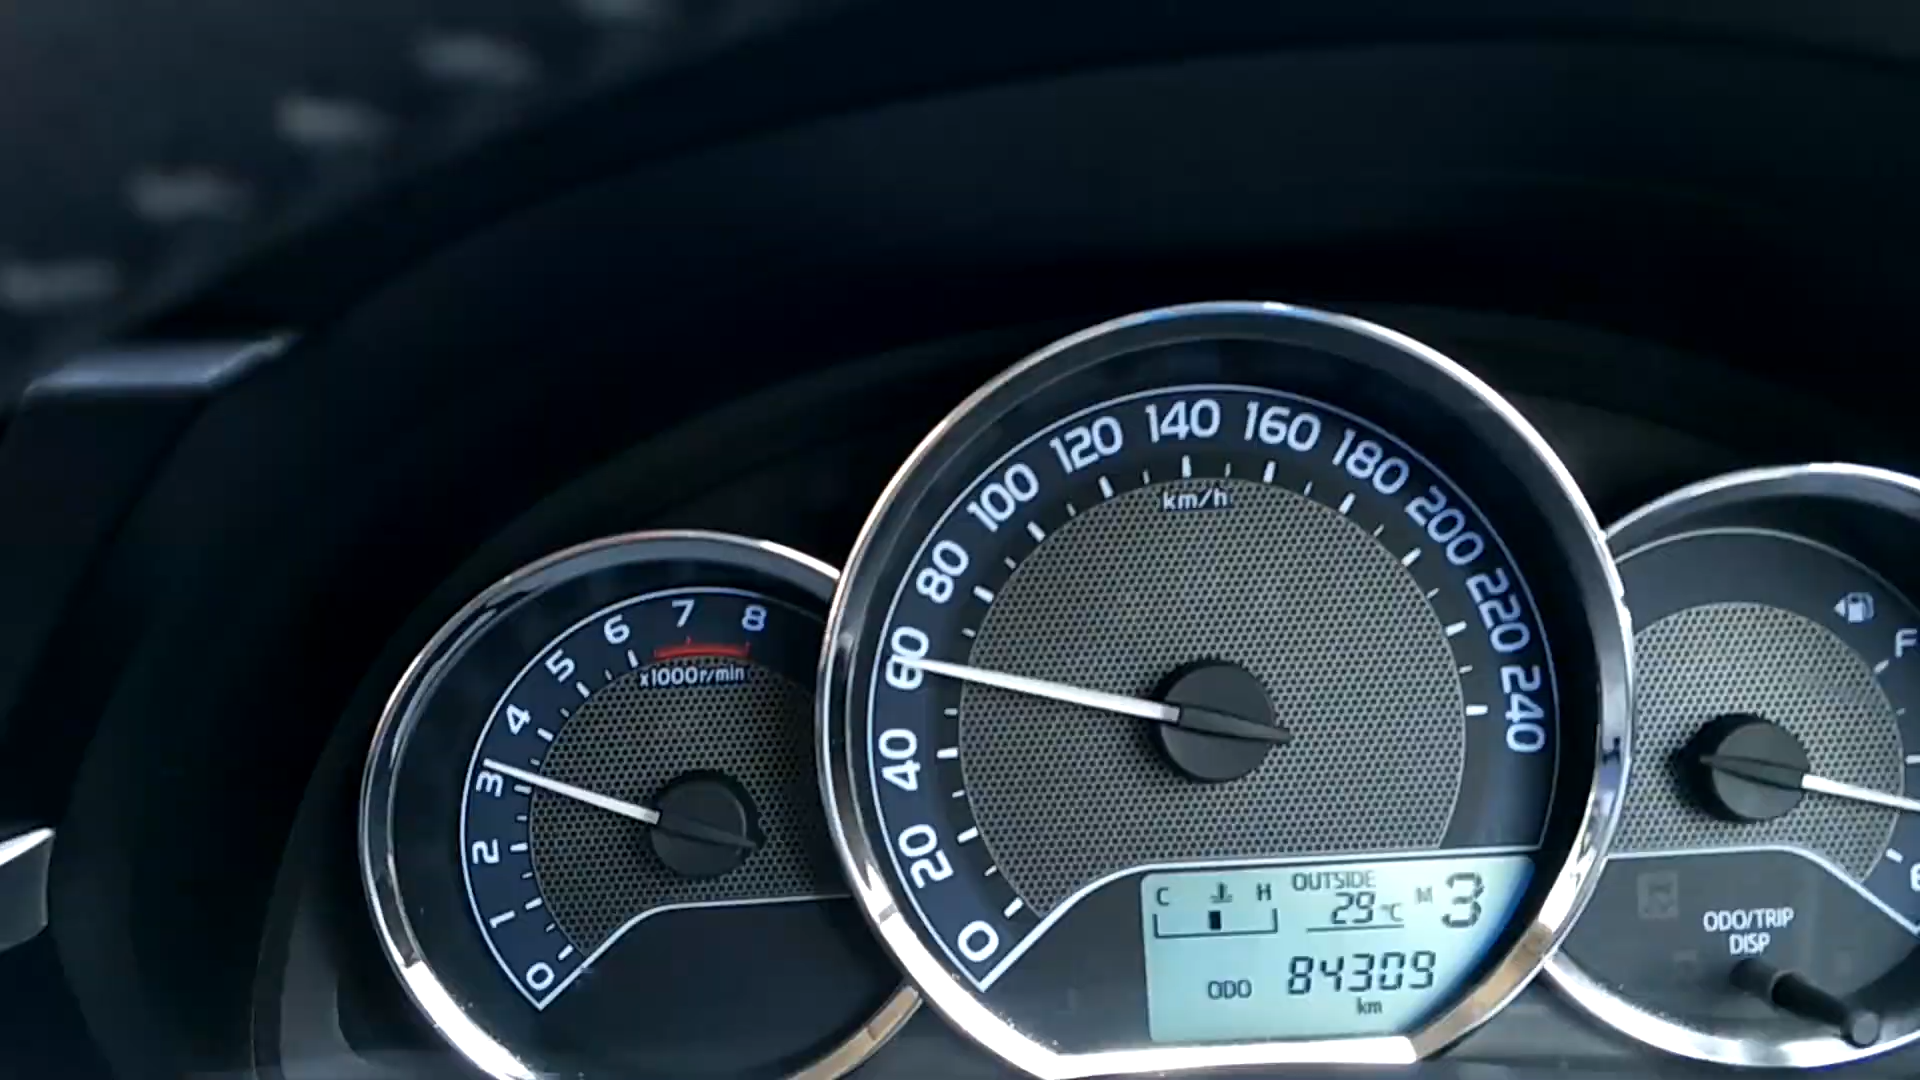 0 1 2 3 4 5 6 7 8
x1000r/min
0 20 40 60 80 100 120 140 160 180 200 220 240
km/h
C H OUTSIDE 29°C M 3
ODO 84309
km
F
ODO/TRIP
DISP